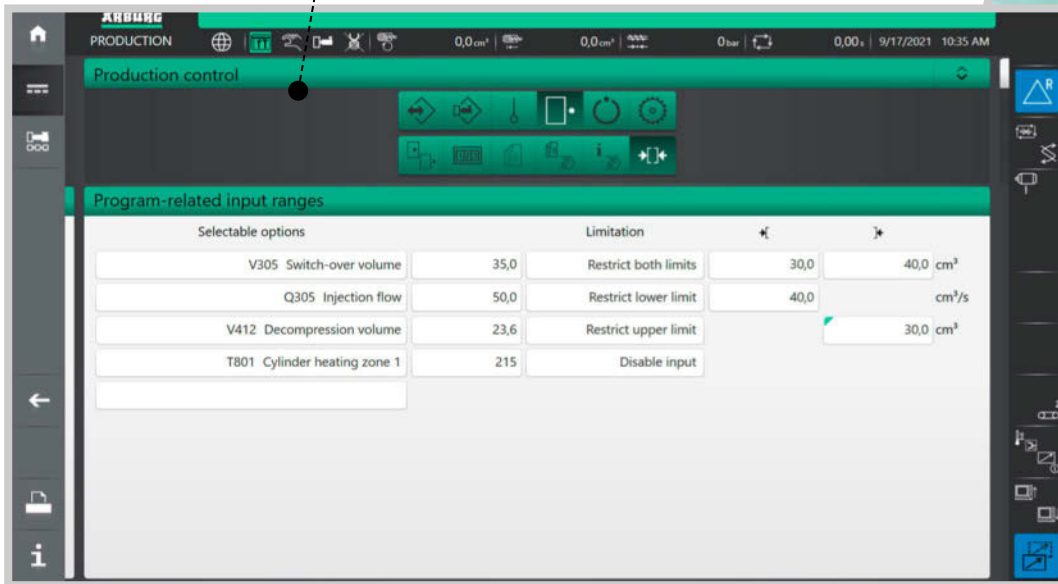 ARBURG
PRODUCTION 0,0 cm³ 0,0 cm³ 0 bar 0,00 s 9/17/2021 10:35 AM
Production control
R
Program-related input ranges
Selectable options Limitation
V305 Switch-over volume 35,0 Restrict both limits 30,0 40,0 cm³
Q305 Injection flow 50,0 Restrict lower limit 40,0 cm³/s
V412 Decompression volume 23,6 Restrict upper limit 30,0 cm³
T801 Cylinder heating zone 1 215 Disable input
i